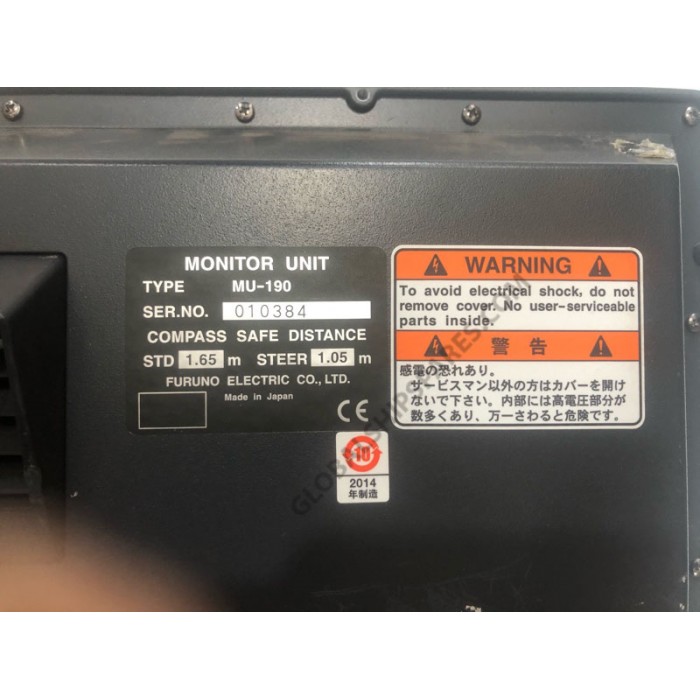 MONITOR UNIT
TYPE MU-190
SER.NO. 010384
COMPASS SAFE DISTANCE
STD 1.65 m STEER 1.05 m
FURUNO ELECTRIC CO., LTD.
Made in Japan
CE
WARNING
To avoid electrical shock, do not
remove cover. No user-serviceable
parts inside.
警告
感電の恐れあり。
サービスマン以外の方はカバーを開け
ないで下さい。内部には高電圧部分が
数多くあり、万一さわると危険です。
10
2014
年制造
GLOBALSHIPSPARES.COM